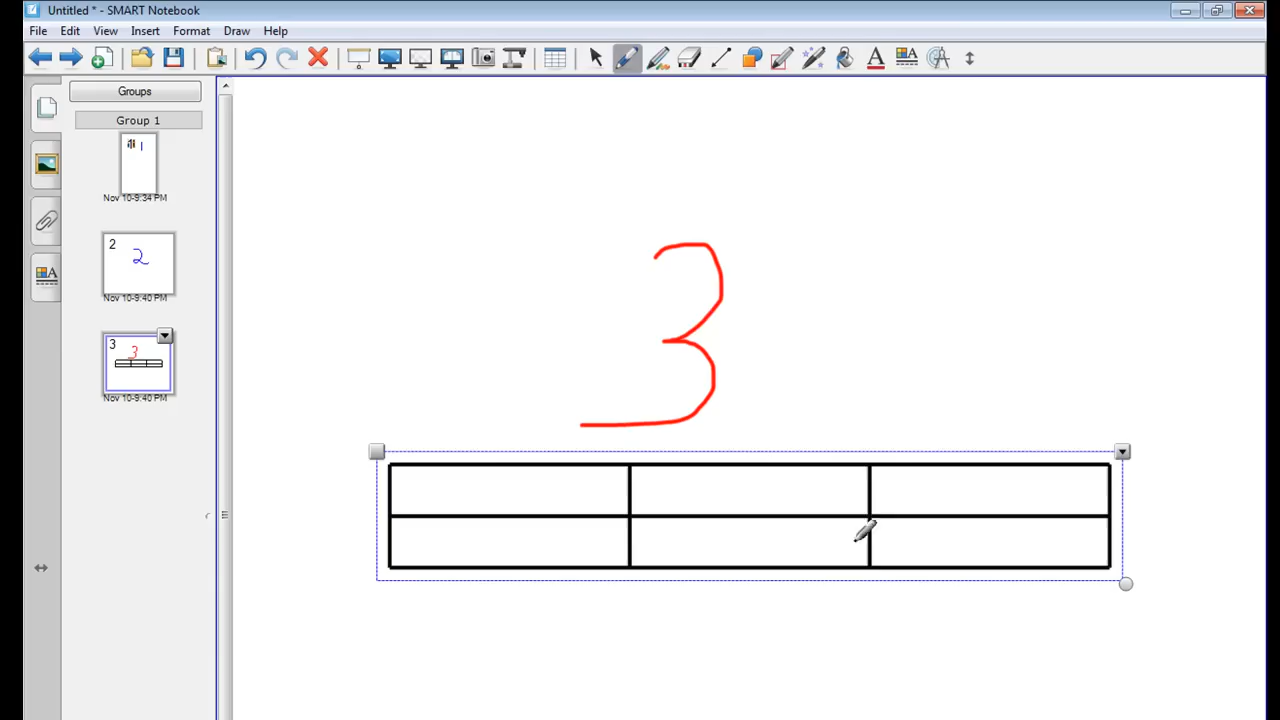 Untitled * - SMART Notebook
File Edit View Insert Format Draw Help
Groups
Group 1
1
Nov 10-9:34 PM
2
2
Nov 10-9:40 PM
3
3
Nov 10-9:40 PM
3